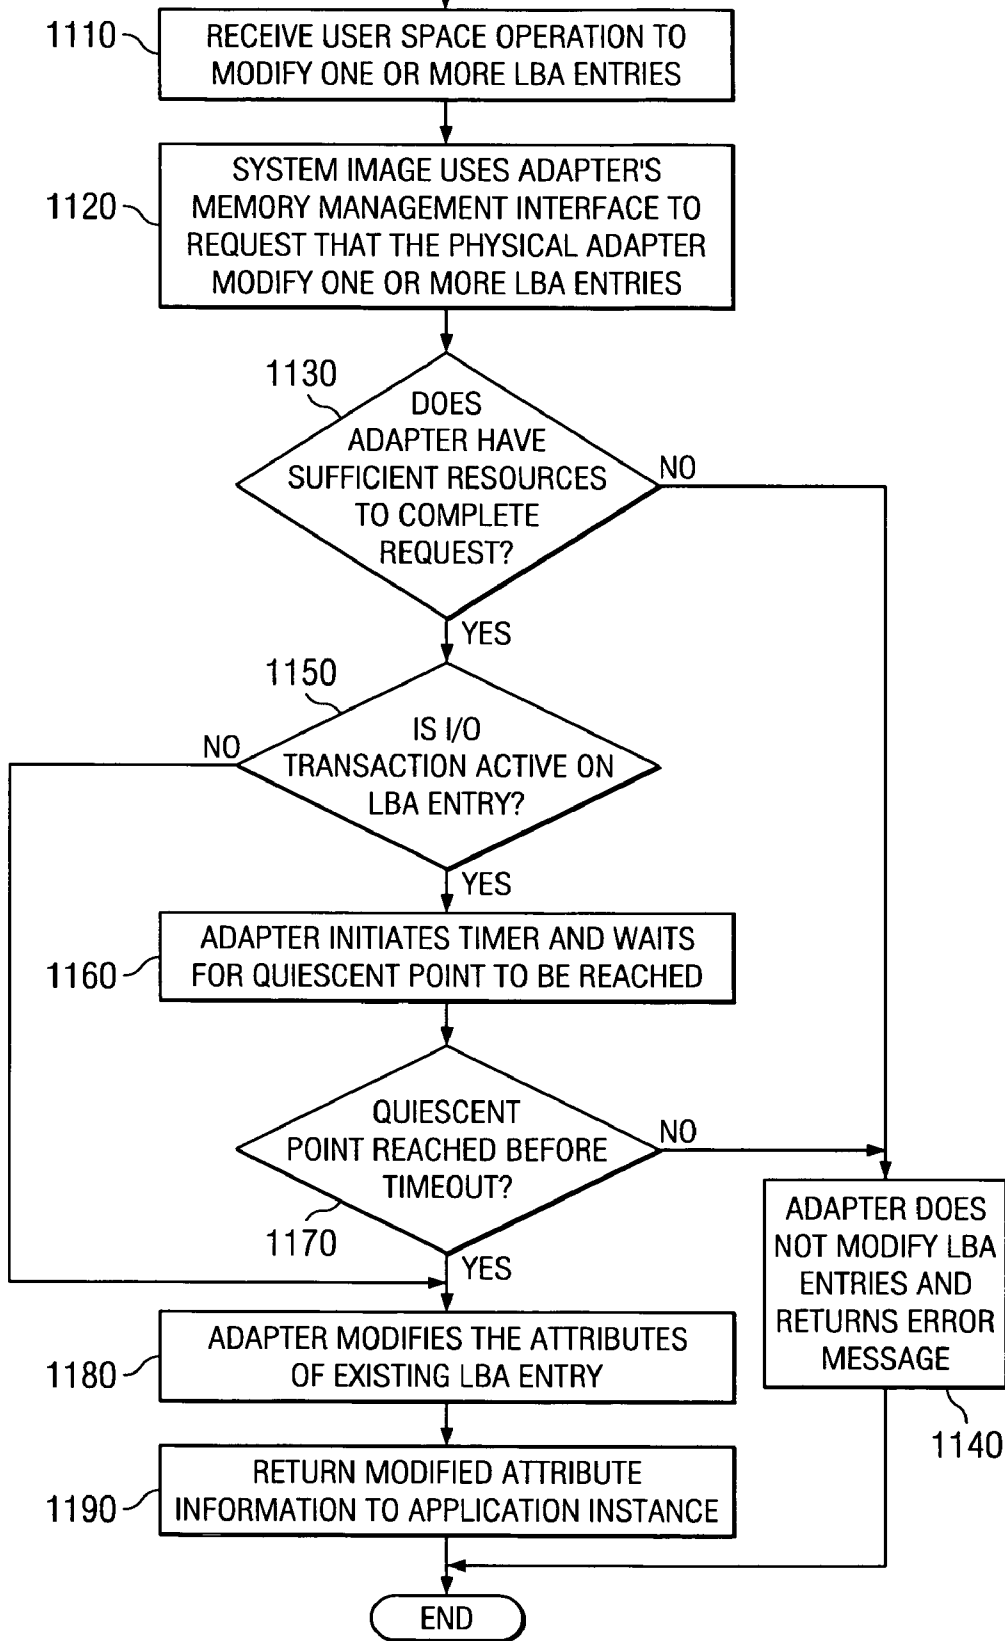 1110
RECEIVE USER SPACE OPERATION TO
MODIFY ONE OR MORE LBA ENTRIES
1120
SYSTEM IMAGE USES ADAPTER'S
MEMORY MANAGEMENT INTERFACE TO
REQUEST THAT THE PHYSICAL ADAPTER
MODIFY ONE OR MORE LBA ENTRIES
1130
DOES
ADAPTER HAVE
SUFFICIENT RESOURCES
TO COMPLETE
REQUEST?
NO
YES
1150
IS I/O
TRANSACTION ACTIVE ON
LBA ENTRY?
NO
YES
1160
ADAPTER INITIATES TIMER AND WAITS
FOR QUIESCENT POINT TO BE REACHED
QUIESCENT
POINT REACHED BEFORE
TIMEOUT?
NO
1170
YES
ADAPTER DOES
NOT MODIFY LBA
ENTRIES AND
RETURNS ERROR
MESSAGE
1140
1180
ADAPTER MODIFIES THE ATTRIBUTES
OF EXISTING LBA ENTRY
1190
RETURN MODIFIED ATTRIBUTE
INFORMATION TO APPLICATION INSTANCE
END